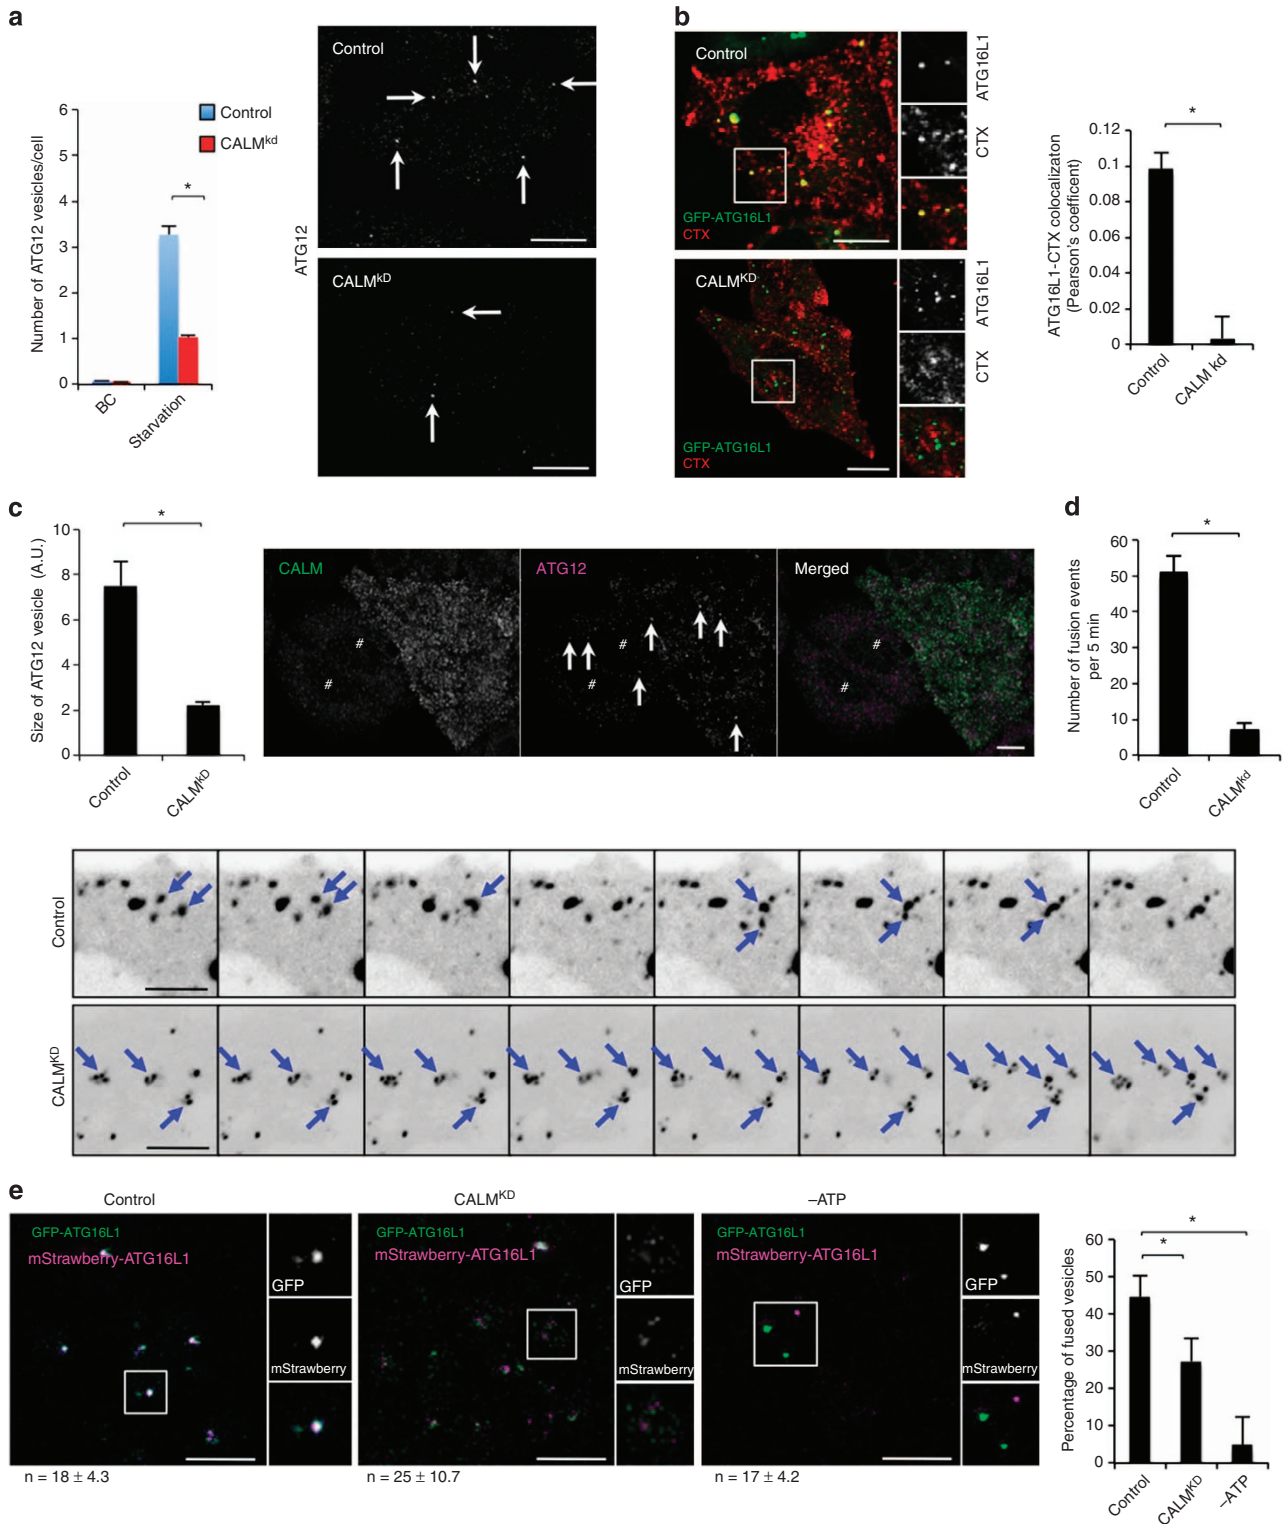 a
Number of ATG12 vesicles/cell
6
5
4
3
2
1
0
Control
CALMkd
*
BC
Starvation
ATG12
Control
CALMkD
b
Control
GFP-ATG16L1
CTX
ATG16L1
CTX
CALMKD
GFP-ATG16L1
CTX
ATG16L1
CTX
ATG16L1-CTX colocalizaton
(Pearson's coefficent)
0.12
0.1
0.08
0.06
0.04
0.02
0
*
Control
CALM kd
c
Size of ATG12 vesicle (A.U.)
10
8
6
4
2
0
*
Control
CALMKD
CALM
#
#
ATG12
#
#
Merged
#
#
d
Number of fusion events
per 5 min
60
50
40
30
20
10
0
*
Control
CALMkd
Control
CALMKD
e
Control
GFP-ATG16L1
mStrawberry-ATG16L1
GFP
mStrawberry
n = 18 ± 4.3
CALMKD
GFP-ATG16L1
mStrawberry-ATG16L1
GFP
mStrawberry
n = 25 ± 10.7
–ATP
GFP-ATG16L1
mStrawberry-ATG16L1
GFP
mStrawberry
n = 17 ± 4.2
Percentage of fused vesicles
60
50
40
30
20
10
0
*
*
Control
CALMKD
–ATP